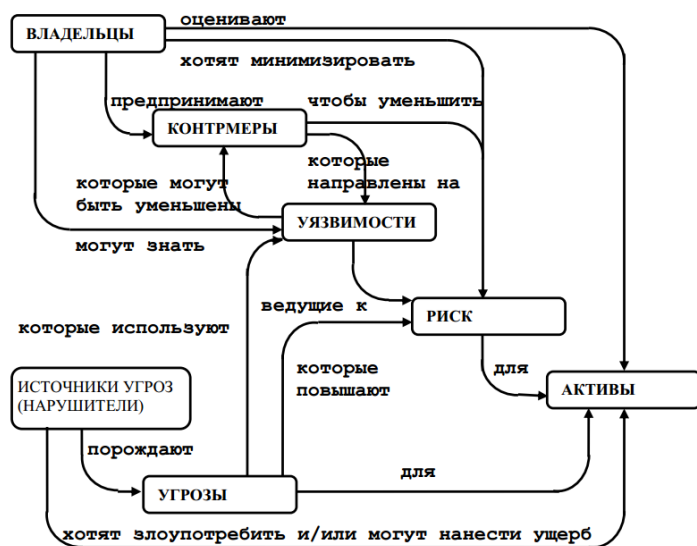 оценивают
ВЛАДЕЛЬЦЫ
хотят минимизировать
предпринимают
чтобы уменьшить
КОНТРМЕРЫ
которые могут
быть уменьшены
которые
направлены на
УЯЗВИМОСТИ
могут знать
ведущие к
РИСК
которые используют
которые
повышают
для
ИСТОЧНИКИ УГРОЗ
(НАРУШИТЕЛИ)
АКТИВЫ
порождают
для
УГРОЗЫ
хотят злоупотребить и/или могут нанести ущерб